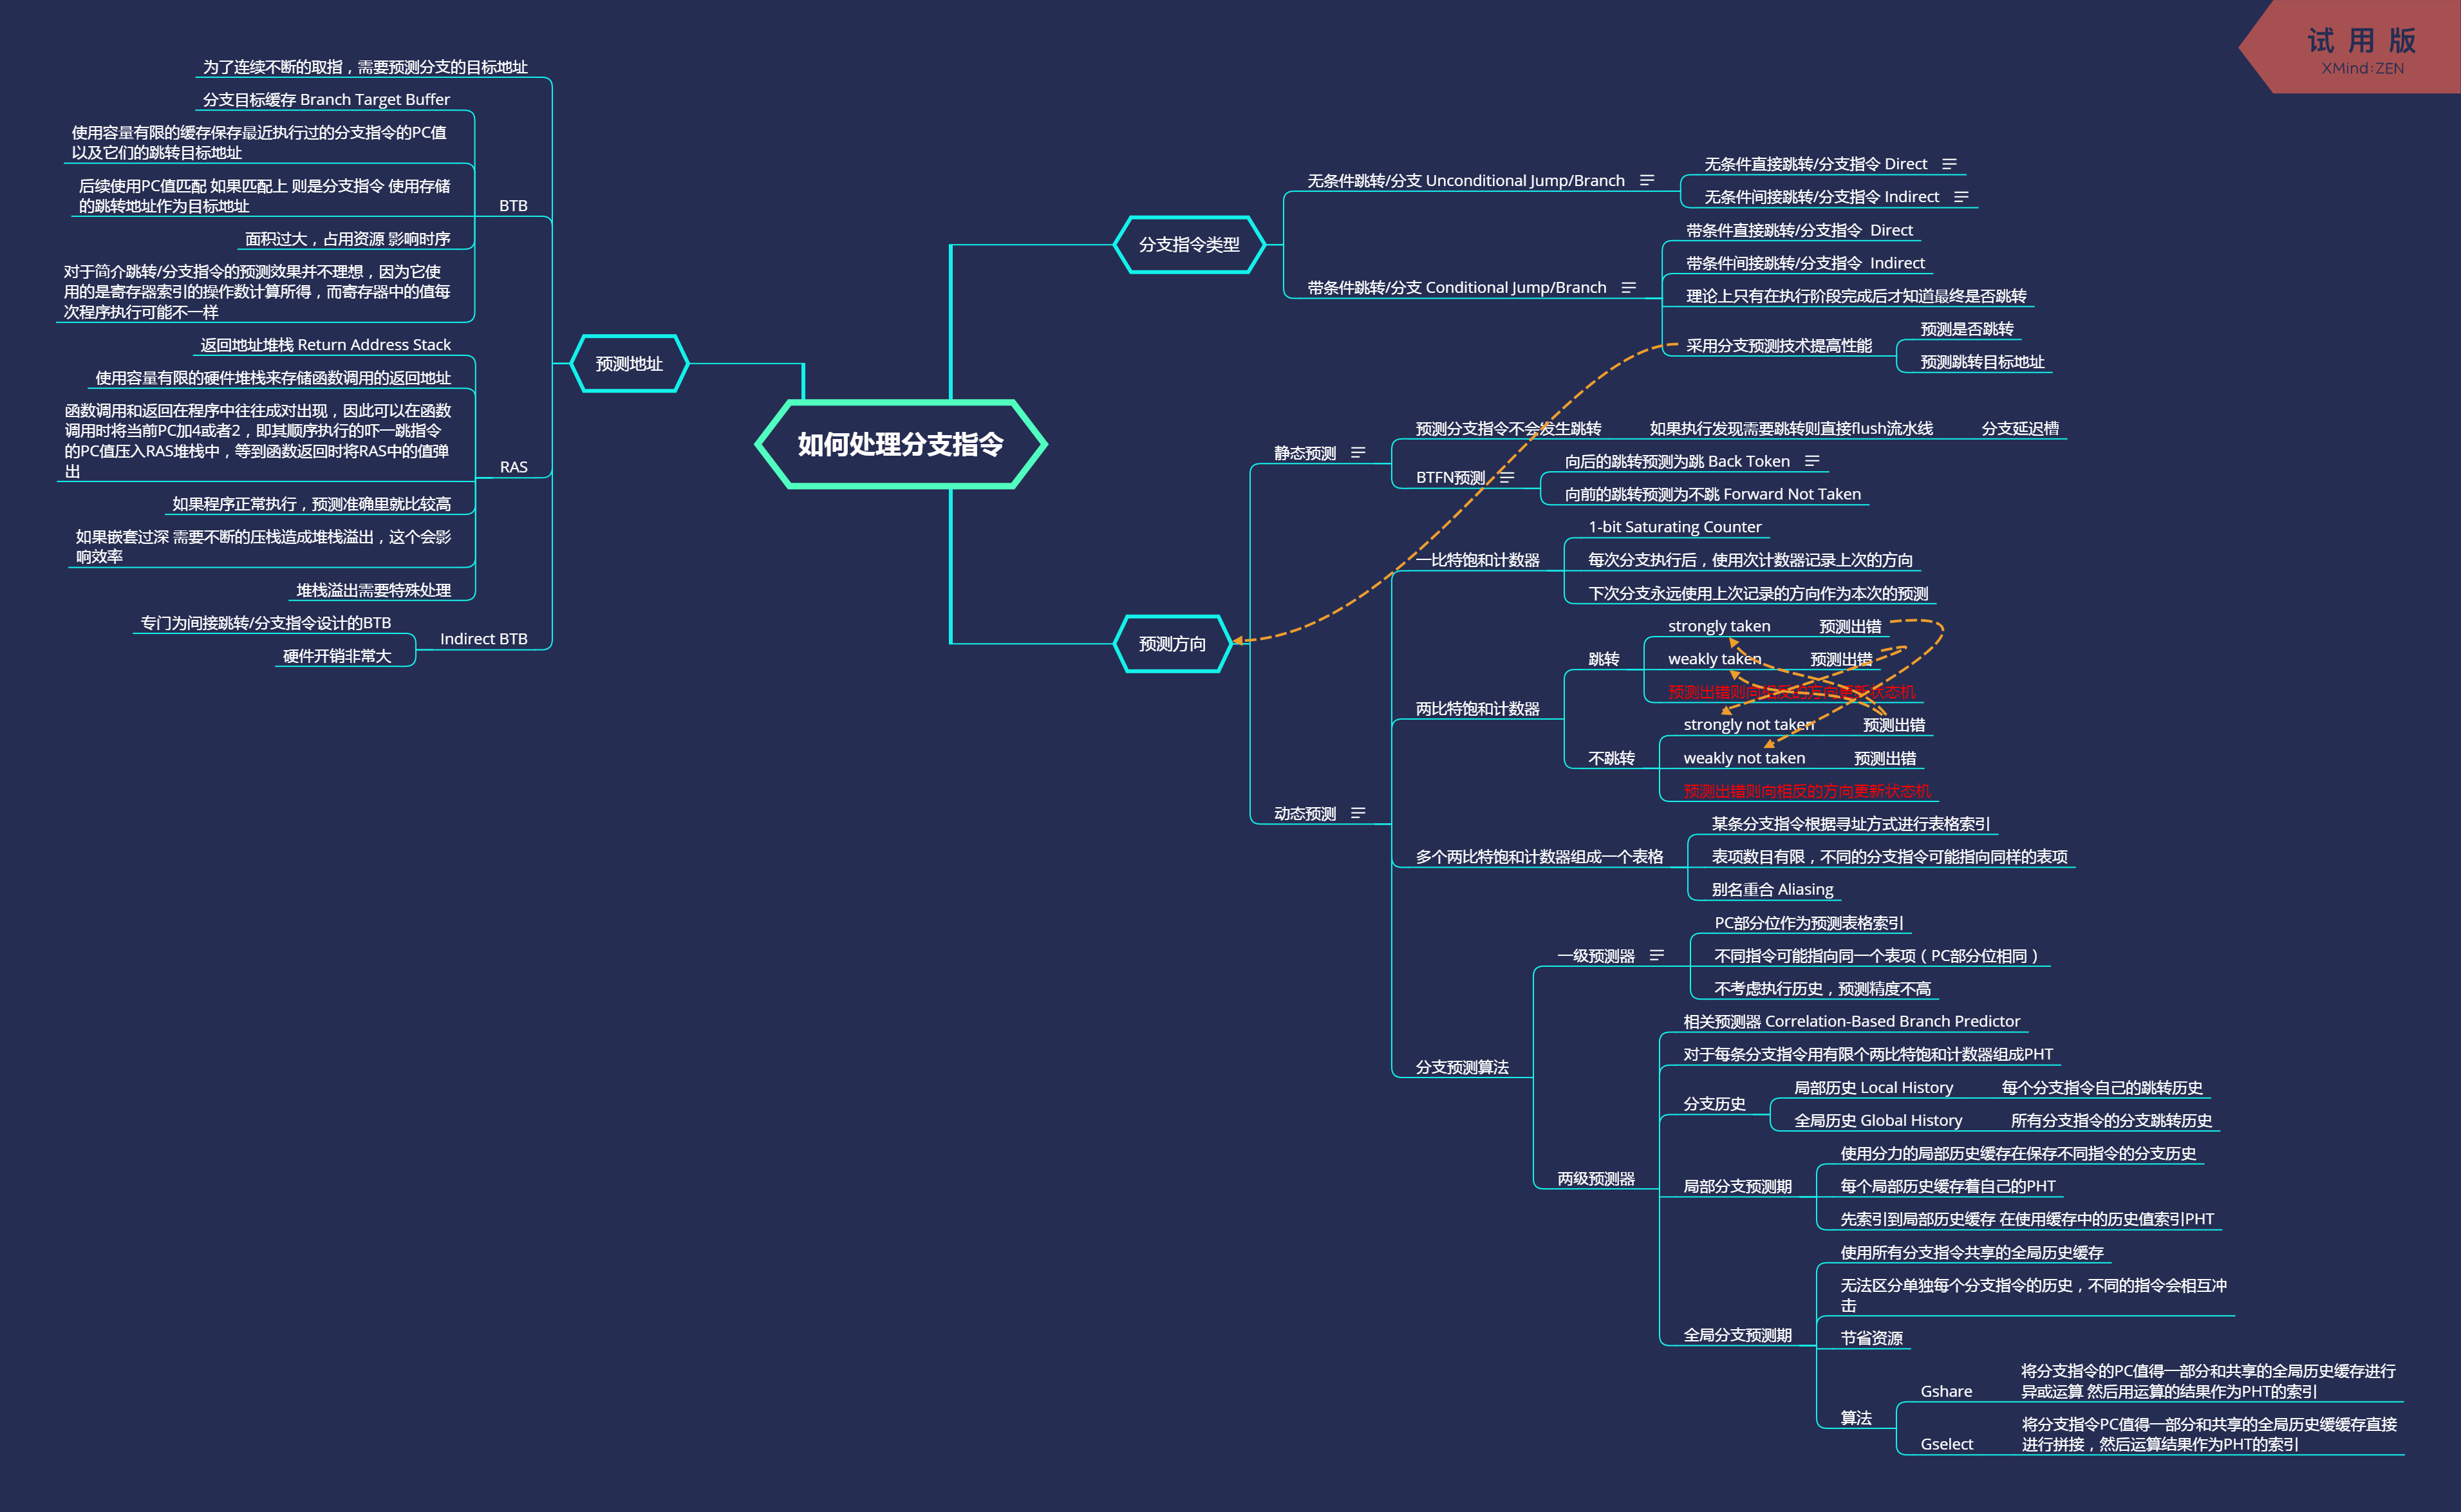 试用版
XMind:ZEN
如何处理分支指令
分支指令类型
无条件跳转/分支 Unconditional Jump/Branch
无条件直接跳转/分支指令 Direct
无条件间接跳转/分支指令 Indirect
带条件跳转/分支 Conditional Jump/Branch
带条件直接跳转/分支指令 Direct
带条件间接跳转/分支指令 Indirect
理论上只有在执行阶段完成后才知道最终是否跳转
采用分支预测技术提高性能
预测是否跳转
预测跳转目标地址
预测方向
静态预测
预测分支指令不会发生跳转
如果执行发现需要跳转则直接flush流水线
分支延迟槽
BTFN预测
向后的跳转预测为跳 Back Token
向前的跳转预测为不跳 Forward Not Taken
动态预测
一比特饱和计数器
1-bit Saturating Counter
每次分支执行后，使用次计数器记录上次的方向
下次分支永远使用上次记录的方向作为本次的预测
两比特饱和计数器
跳转
strongly taken
预测出错
weakly taken
预测出错
预测出错则向相反的方向更新状态机
不跳转
strongly not taken
预测出错
weakly not taken
预测出错
预测出错则向相反的方向更新状态机
多个两比特饱和计数器组成一个表格
某条分支指令根据寻址方式进行表格索引
表项数目有限，不同的分支指令可能指向同样的表项
别名重合 Aliasing
分支预测算法
一级预测器
PC部分位作为预测表格索引
不同指令可能指向同一个表项（PC部分位相同）
不考虑执行历史，预测精度不高
两级预测器
相关预测器 Correlation-Based Branch Predictor
对于每条分支指令用有限个两比特饱和计数器组成PHT
分支历史
局部历史 Local History
每个分支指令自己的跳转历史
全局历史 Global History
所有分支指令的分支跳转历史
局部分支预测期
使用分力的局部历史缓存在保存不同指令的分支历史
每个局部历史缓存着自己的PHT
先索引到局部历史缓存 在使用缓存中的历史值索引PHT
全局分支预测期
使用所有分支指令共享的全局历史缓存
无法区分单独每个分支指令的历史，不同的指令会相互冲
击
节省资源
算法
Gshare
将分支指令的PC值得一部分和共享的全局历史缓存进行
异或运算 然后用运算的结果作为PHT的索引
Gselect
将分支指令PC值得一部分和共享的全局历史缓缓存直接
进行拼接，然后运算结果作为PHT的索引
预测地址
为了连续不断的取指，需要预测分支的目标地址
BTB
分支目标缓存 Branch Target Buffer
使用容量有限的缓存保存最近执行过的分支指令的PC值
以及它们的跳转目标地址
后续使用PC值匹配 如果匹配上 则是分支指令 使用存储
的跳转地址作为目标地址
面积过大，占用资源 影响时序
对于简介跳转/分支指令的预测效果并不理想，因为它使
用的是寄存器索引的操作数计算所得，而寄存器中的值每
次程序执行可能不一样
RAS
返回地址堆栈 Return Address Stack
使用容量有限的硬件堆栈来存储函数调用的返回地址
函数调用和返回在程序中往往成对出现，因此可以在函数
调用时将当前PC加4或者2，即其顺序执行的吓一跳指令
的PC值压入RAS堆栈中，等到函数返回时将RAS中的值弹
出
如果程序正常执行，预测准确里就比较高
如果嵌套过深 需要不断的压栈造成堆栈溢出，这个会影
响效率
堆栈溢出需要特殊处理
Indirect BTB
专门为间接跳转/分支指令设计的BTB
硬件开销非常大